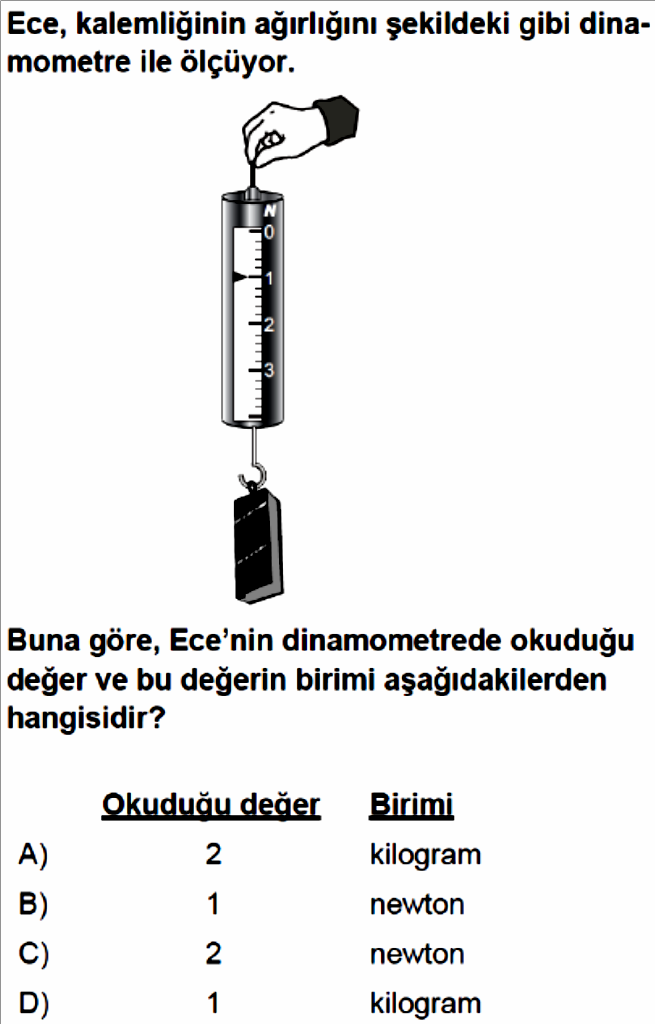 Ece, kalemliğinin ağırlığını şekildeki gibi dina-
mometre ile ölçüyor.
N
0
1
2
3
Buna göre, Ece’nin dinamometrede okuduğu
değer ve bu değerin birimi aşağıdakilerden
hangisidir?
Okuduğu değer Birimi
A) 2 kilogram
B) 1 newton
C) 2 newton
D) 1 kilogram